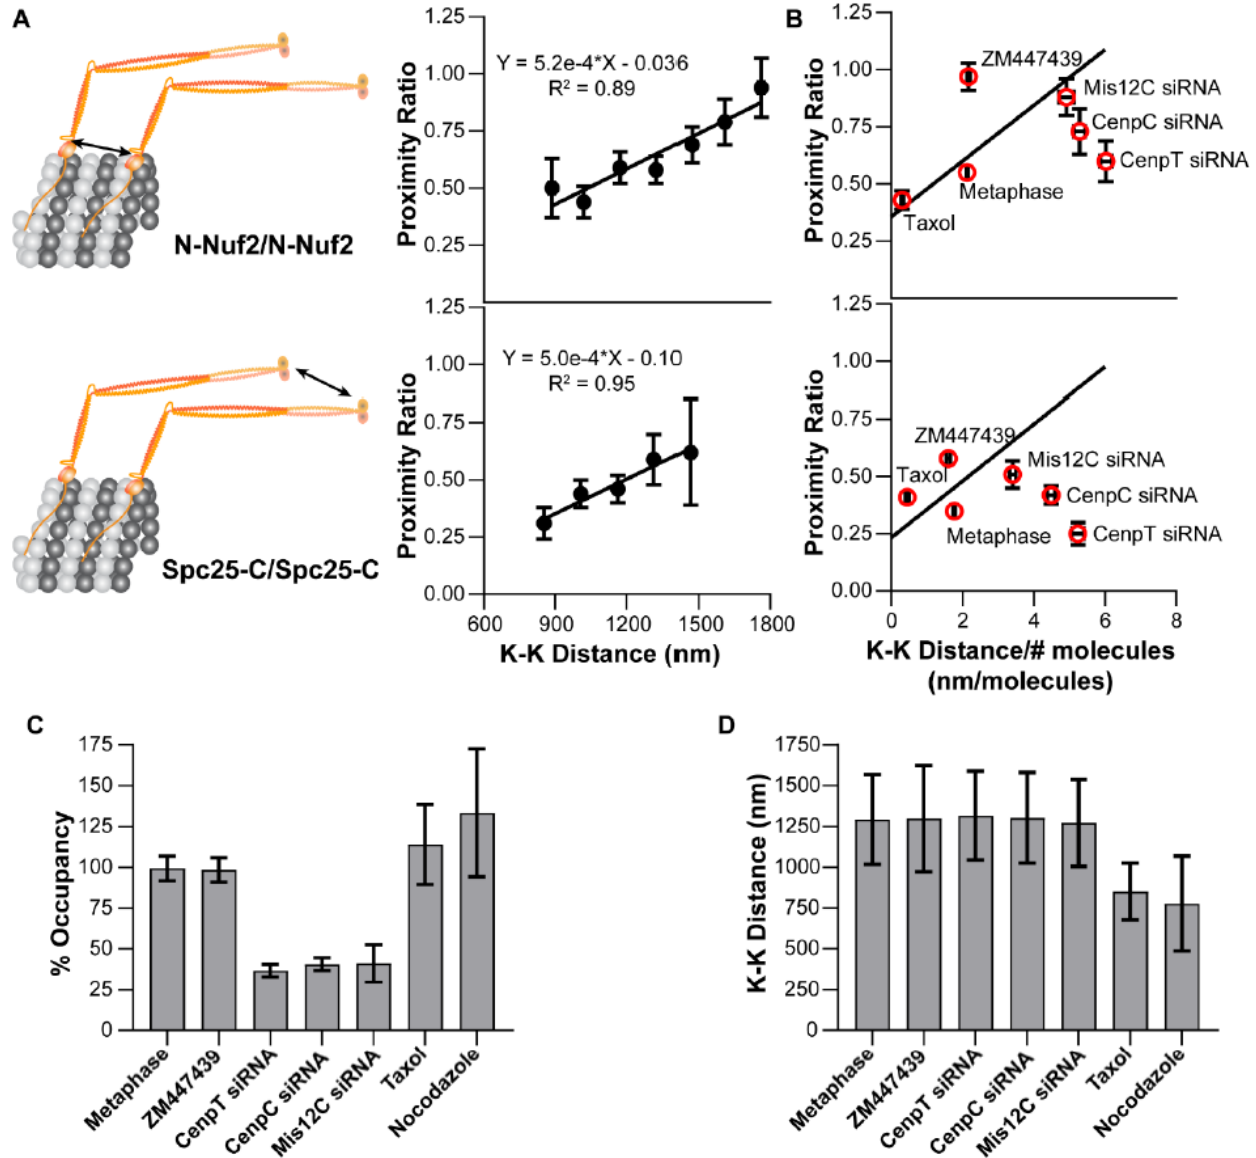 A
N-Nuf2/N-Nuf2
Spc25-C/Spc25-C
Proximity Ratio
1.25
1.00
0.75
0.50
0.25
Y = 5.2e-4*X - 0.036
R² = 0.89
Proximity Ratio
1.25
1.00
0.75
0.50
0.25
0.00
Y = 5.0e-4*X - 0.10
R² = 0.95
600
900
1200
1500
1800
K-K Distance (nm)
B
Proximity Ratio
1.25
1.00
0.75
0.50
0.25
ZM447439
Mis12C siRNA
CenpC siRNA
CenpT siRNA
Metaphase
Taxol
Proximity Ratio
1.25
1.00
0.75
0.50
0.25
0.00
ZM447439
Taxol
Mis12C siRNA
CenpC siRNA
Metaphase
CenpT siRNA
0
2
4
6
8
K-K Distance/# molecules
(nm/molecules)
C
% Occupancy
175
150
125
100
75
50
25
0
Metaphase
ZM447439
CenpT siRNA
CenpC siRNA
Mis12C siRNA
Taxol
Nocodazole
D
K-K Distance (nm)
1750
1500
1250
1000
750
500
250
0
Metaphase
ZM447439
CenpT siRNA
CenpC siRNA
Mis12C siRNA
Taxol
Nocodazole